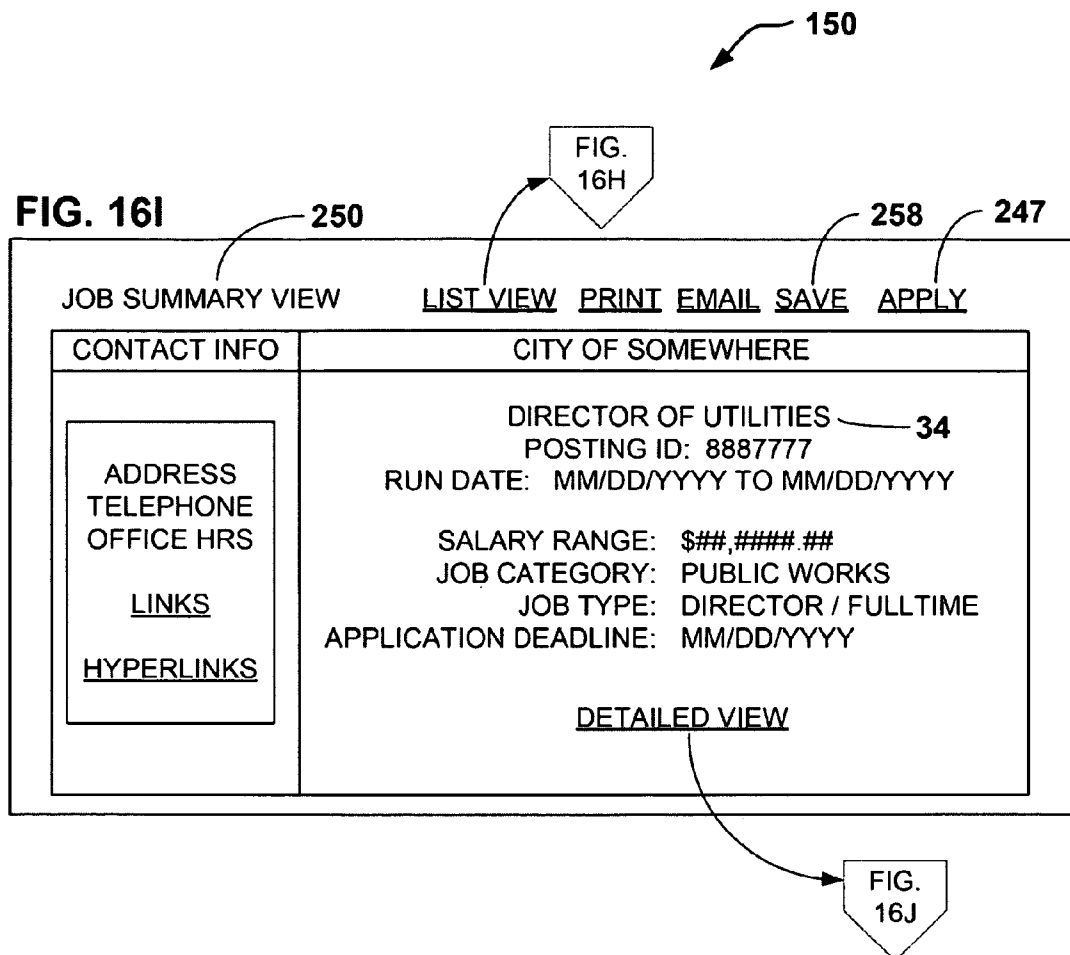 150
FIG.
16H
FIG. 16I
250
258
247
JOB SUMMARY VIEW LIST VIEW PRINT EMAIL SAVE APPLY
CONTACT INFO
CITY OF SOMEWHERE
ADDRESS
TELEPHONE
OFFICE HRS
LINKS
HYPERLINKS
DIRECTOR OF UTILITIES 34
POSTING ID: 8887777
RUN DATE: MM/DD/YYYY TO MM/DD/YYYY
SALARY RANGE: $##,####.##
JOB CATEGORY: PUBLIC WORKS
JOB TYPE: DIRECTOR / FULLTIME
APPLICATION DEADLINE: MM/DD/YYYY
DETAILED VIEW
FIG.
16J